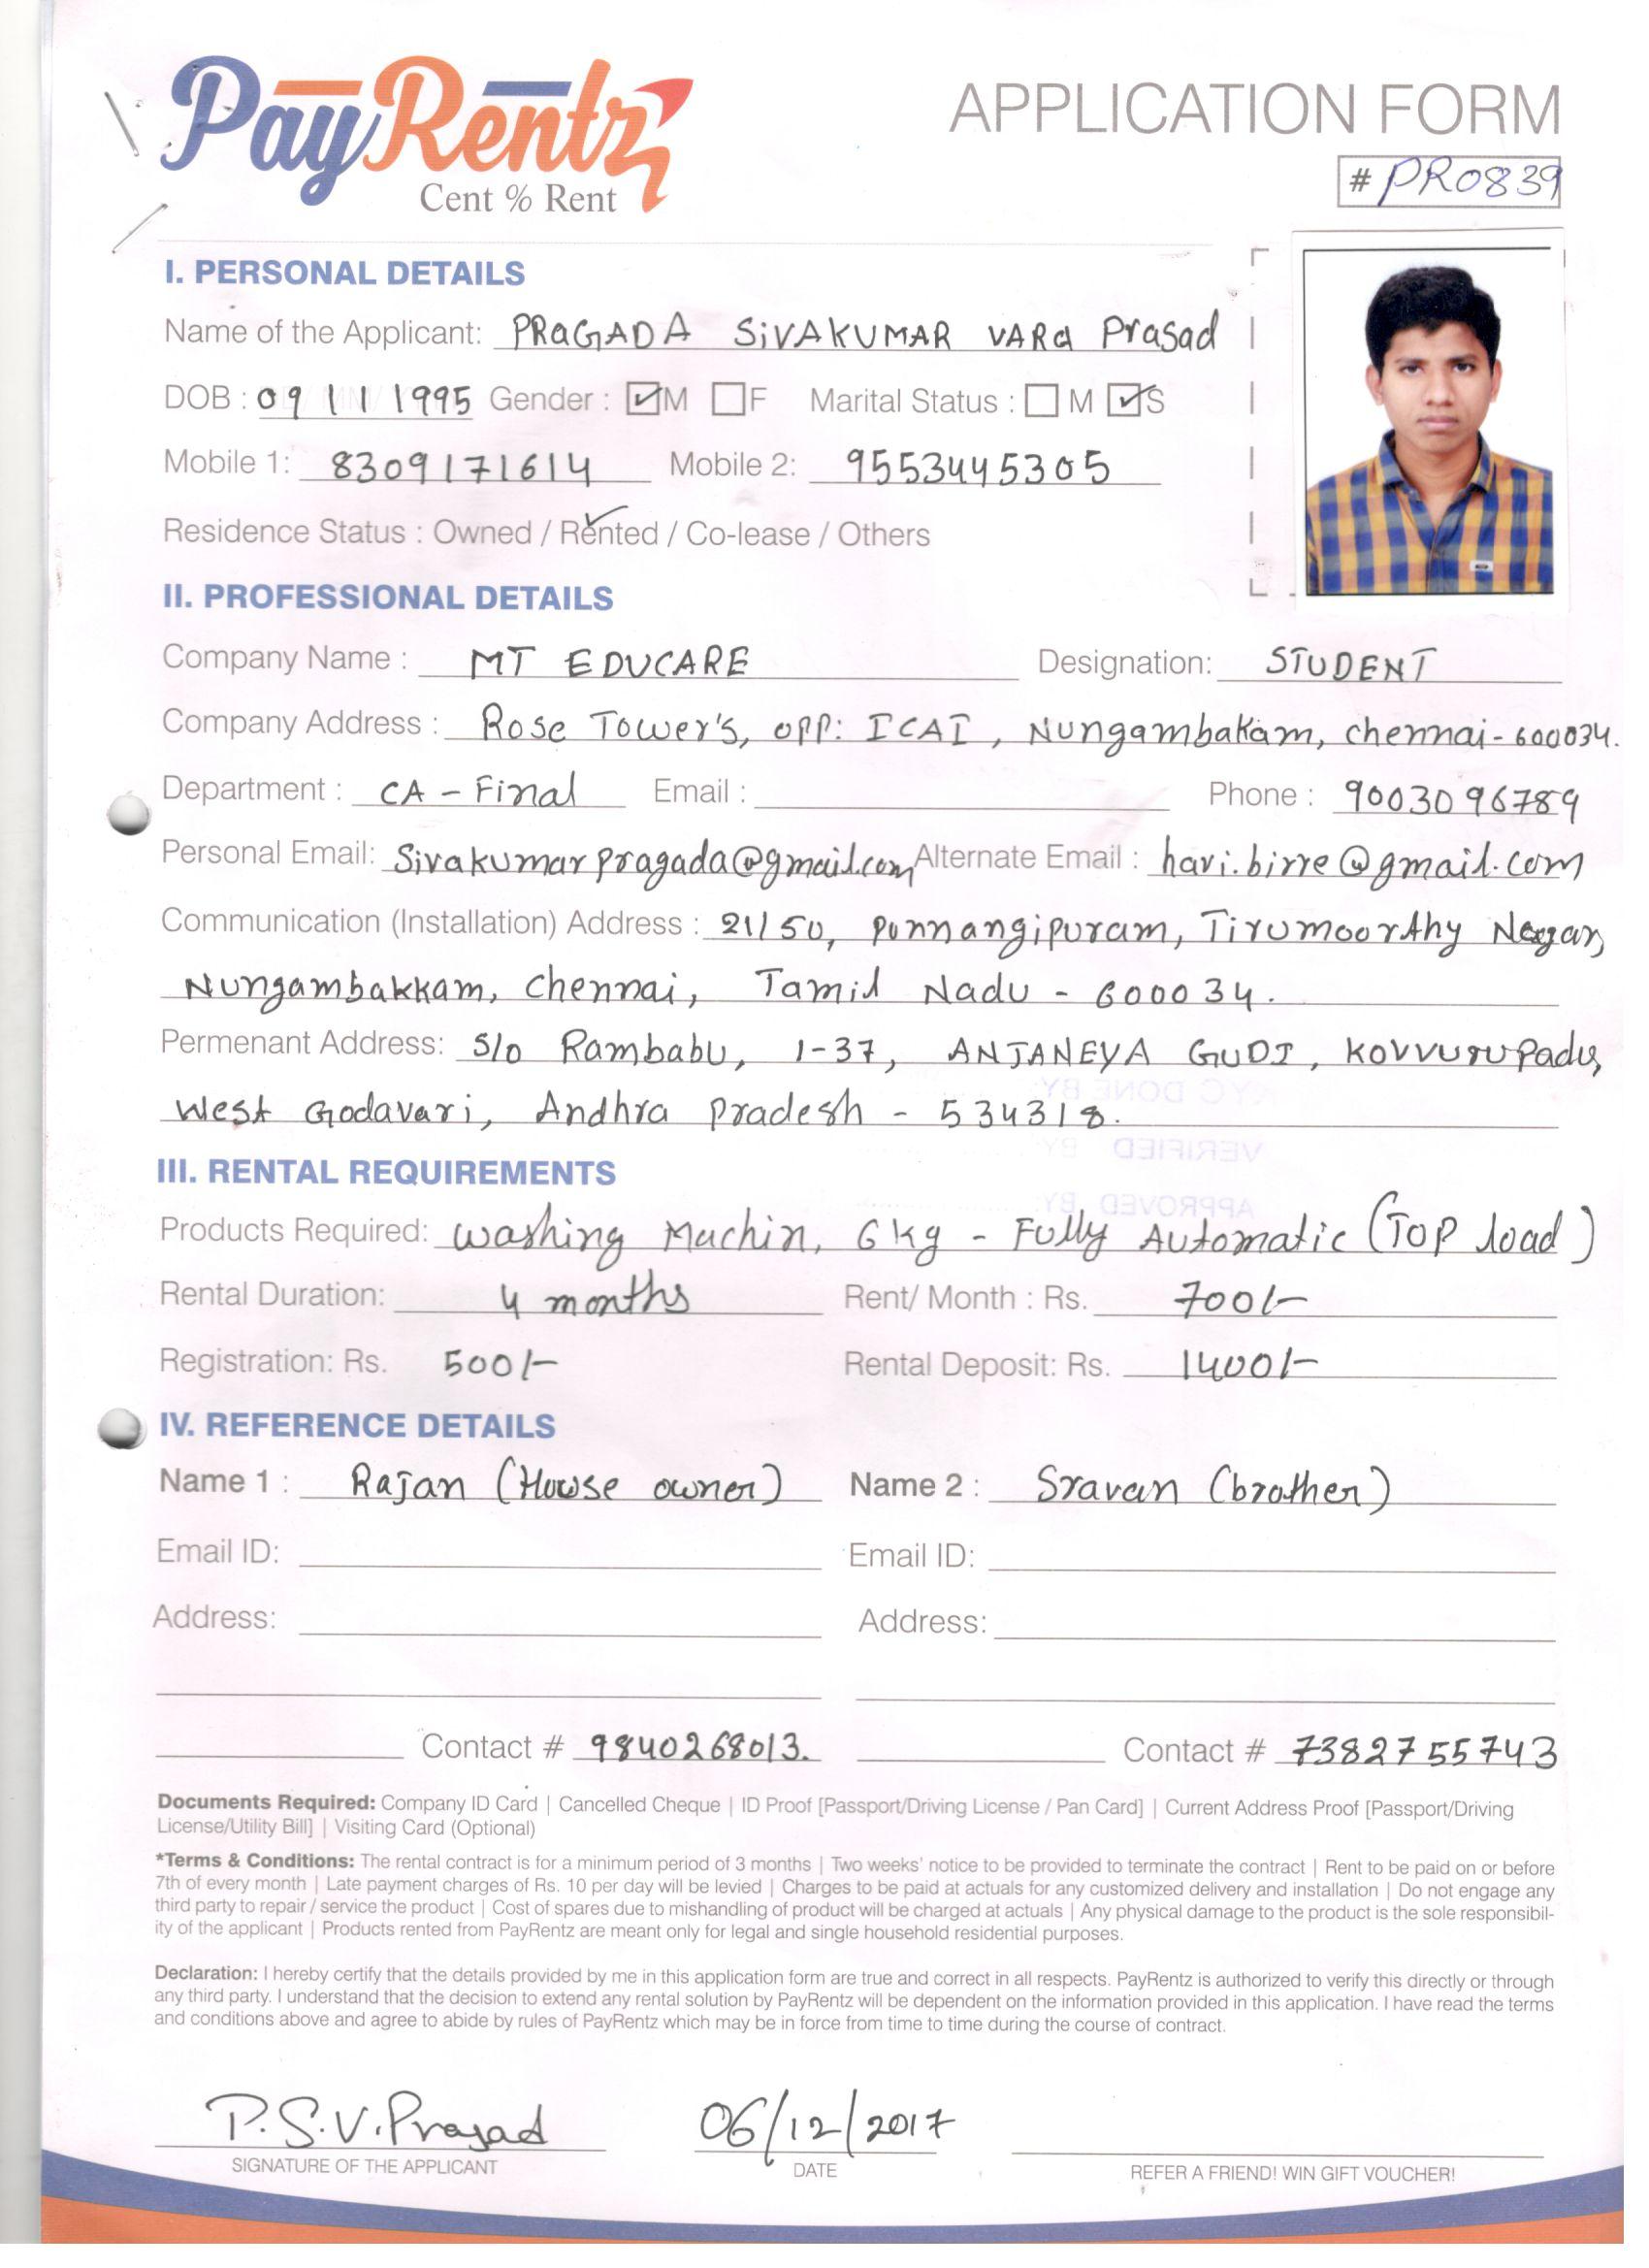 PayRentz
Cent % Rent
APPLICATION FORM
# PR0839
I. PERSONAL DETAILS
Name of the Applicant: PRAGADA SiVAKUMAR VARA Prasad
DOB : 09 / 1 / 1995 Gender : M F Marital Status : M S
Mobile 1: 8309171614 Mobile 2: 9553445305
Residence Status : Owned / Rented / Co-lease / Others
II. PROFESSIONAL DETAILS
Company Name : MT EDUCARE Designation: STUDENT
Company Address : Rose Tower's, opp: ICAI, Nungambakam, chennai - 600034.
Department : CA - Final Email : Phone : 9003096789
Personal Email: Sivakumarpragada@gmail.com Alternate Email : hari.birre@gmail.com
Communication (Installation) Address : 21/50, Punnangipuram, Tirumoorthy Nagar,
Nungambakkam, chennai, Tamil Nadu - 600034.
Permenant Address: S/o Rambabu, 1-37, ANJANEYA GUDI, Kovvurupadu,
West Godavari, Andhra pradesh - 534318.
YC DONE BY
VERIFIED BY
APPROVED BY
III. RENTAL REQUIREMENTS
Products Required: Washing Machin, 6kg - Fully Automatic (Top load)
Rental Duration: 4 months Rent/ Month : Rs. 700/-
Registration: Rs. 500/- Rental Deposit: Rs. 1400/-
IV. REFERENCE DETAILS
Name 1 : Rajan (House owner) Name 2 : Sravan (brother)
Email ID: Email ID:
Address: Address:
Contact # 9840268013. Contact # 7382755743
Documents Required: Company ID Card | Cancelled Cheque | ID Proof [Passport/Driving License / Pan Card] | Current Address Proof [Passport/Driving
License/Utility Bill] | Visiting Card (Optional)
*Terms & Conditions: The rental contract is for a minimum period of 3 months | Two weeks' notice to be provided to terminate the contract | Rent to be paid on or before
7th of every month | Late payment charges of Rs. 10 per day will be levied | Charges to be paid at actuals for any customized delivery and installation | Do not engage any
third party to repair / service the product | Cost of spares due to mishandling of product will be charged at actuals | Any physical damage to the product is the sole responsibil-
ity of the applicant | Products rented from PayRentz are meant only for legal and single household residential purposes.
Declaration: I hereby certify that the details provided by me in this application form are true and correct in all respects. PayRentz is authorized to verify this directly or through
any third party. I understand that the decision to extend any rental solution by PayRentz will be dependent on the information provided in this application. I have read the terms
and conditions above and agree to abide by rules of PayRentz which may be in force from time to time during the course of contract.
P.S.V.Prasad 06/12/2017
SIGNATURE OF THE APPLICANT DATE REFER A FRIEND! WIN GIFT VOUCHER!